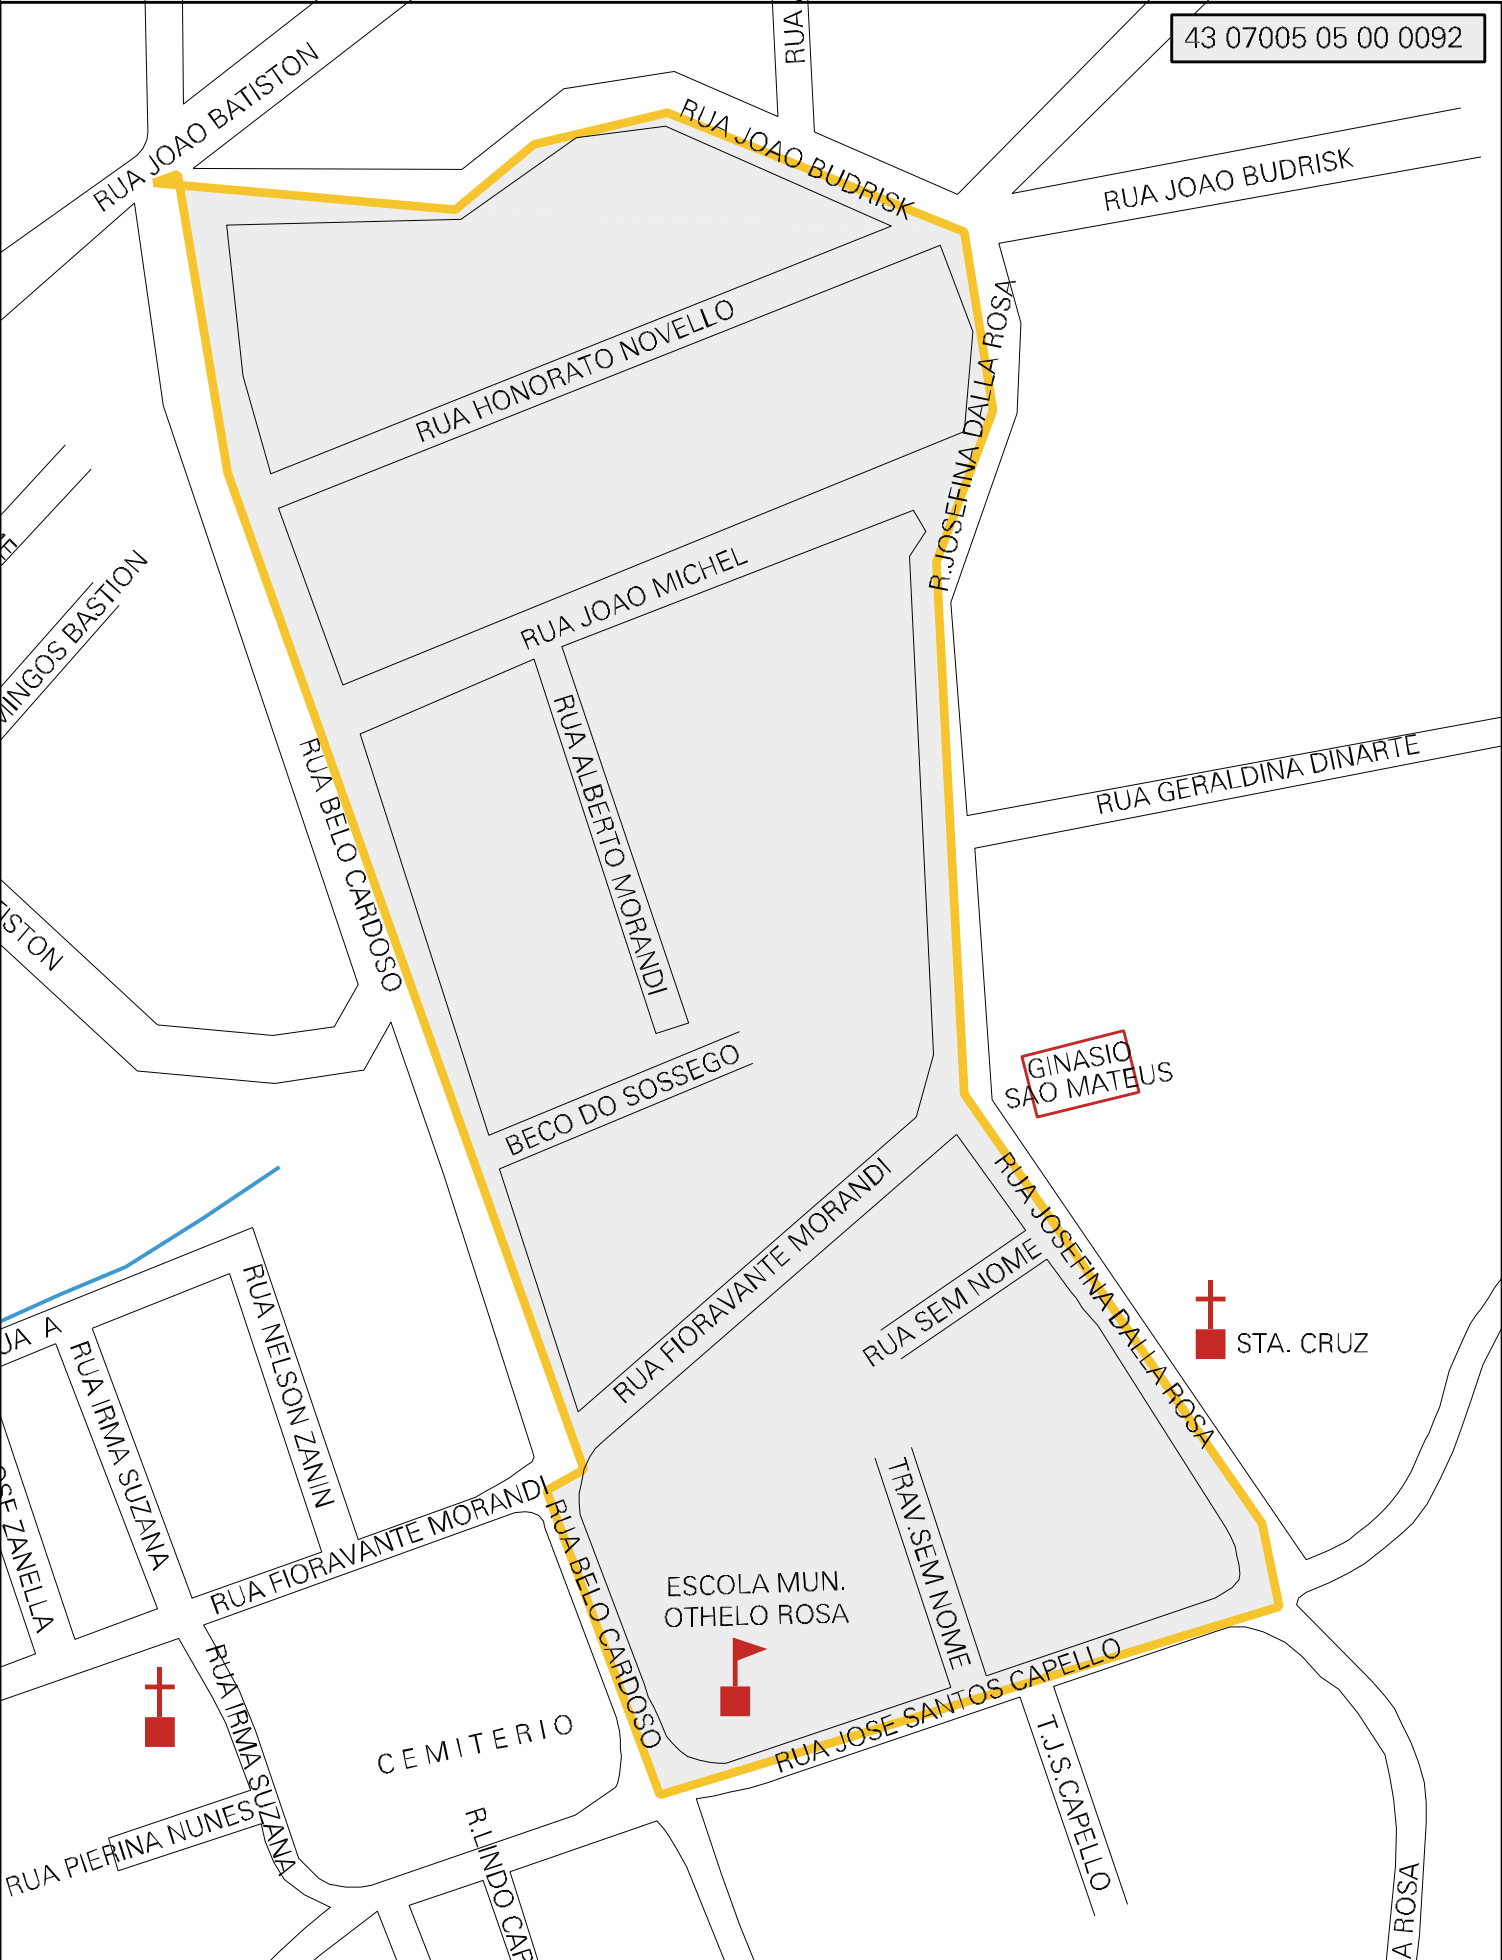 43 07005 05 00 0092
RUA
RUA JOAO BATISTON
RUA JOAO BUDRISK
RUA JOAO BUDRISK
RUA HONORATO NOVELLO
R.JOSEFINA DALLA ROSA
RUA JOAO MICHEL
MINGOS BASTION
RUA ALBERTO MORANDI
RUA BELO CARDOSO
RUA GERALDINA DINARTE
ISTON
BECO DO SOSSEGO
GINASIO
SAO MATEUS
RUA FIORAVANTE MORANDI
RUA SEM NOME
RUA JOSEFINA DALLA ROSA
STA. CRUZ
UA A
RUA NELSON ZANIN
RUA IRMA SUZANA
OSE ZANELLA
RUA FIORAVANTE MORANDI
RUA BELO CARDOSO
TRAV.SEM NOME
ESCOLA MUN.
OTHELO ROSA
RUA IRMA SUZANA
CEMITERIO
RUA JOSE SANTOS CAPELLO
T.J.S.CAPELLO
RUA PIERINA NUNES
R.LINDO CAP
A ROSA